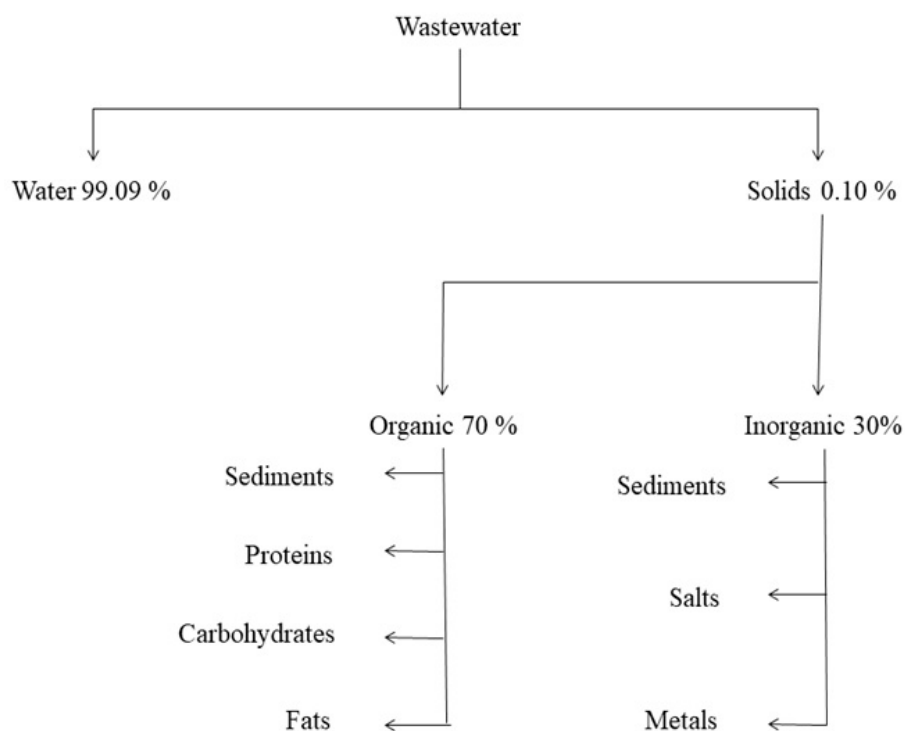 Wastewater
Water 99.09 %
Solids 0.10 %
Organic 70 %
Inorganic 30%
Sediments
Proteins
Carbohydrates
Fats
Sediments
Salts
Metals